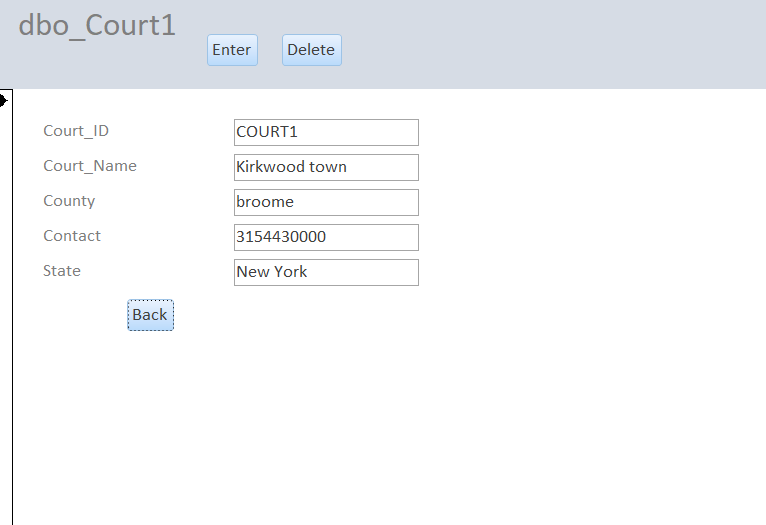 dbo_Court1
Enter Delete
Court_ID COURT1
Court_Name Kirkwood town
County broome
Contact 3154430000
State New York
Back